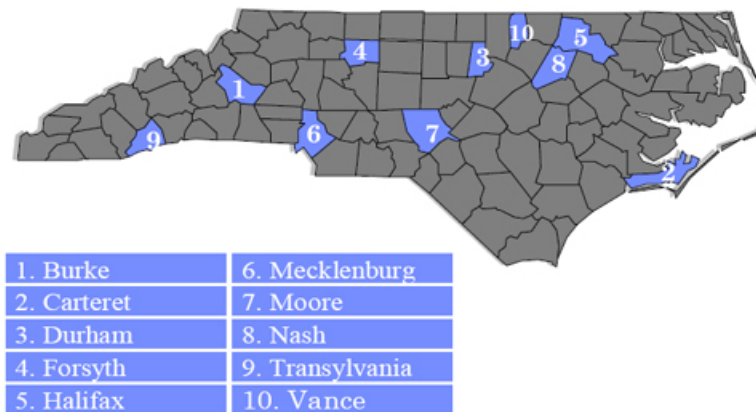 10
5
4
3
8
1
6
7
9
2
1. Burke
6. Mecklenburg
2. Carteret
7. Moore
3. Durham
8. Nash
4. Forsyth
9. Transylvania
5. Halifax
10. Vance